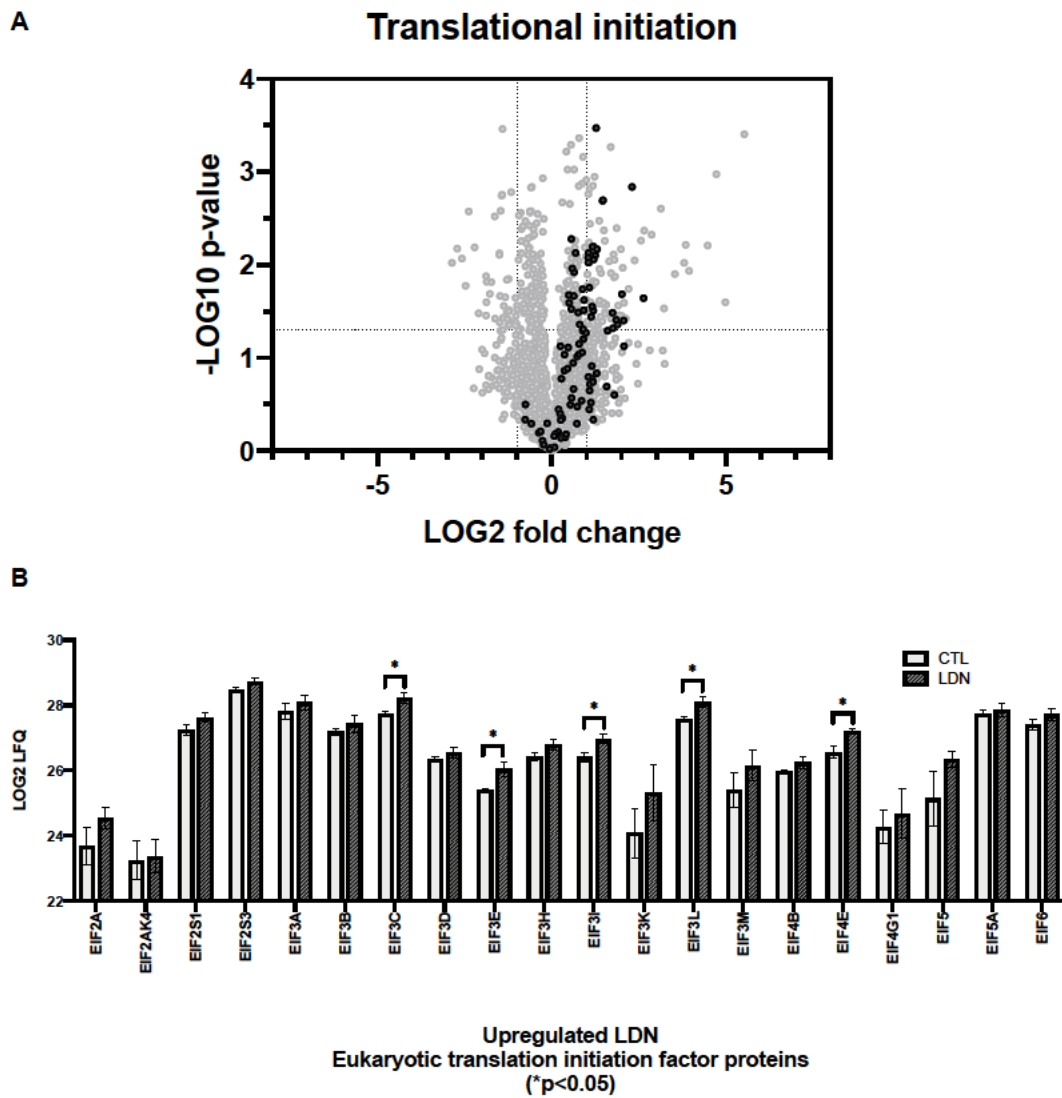 A
Translational initiation
4
3
2
1
0
-LOG10 p-value
-5 0 5
LOG2 fold change
B
30
28
26
24
22
LOG2 LFQ
CTL
LDN
* * * * *
EIF2A EIF2AK4 EIF2S1 EIF2S3 EIF3A EIF3B EIF3C EIF3D EIF3E EIF3H EIF3I EIF3K EIF3L EIF3M EIF4B EIF4E EIF4G1 EIF5 EIF5A EIF6
Upregulated LDN
Eukaryotic translation initiation factor proteins
(*p<0.05)